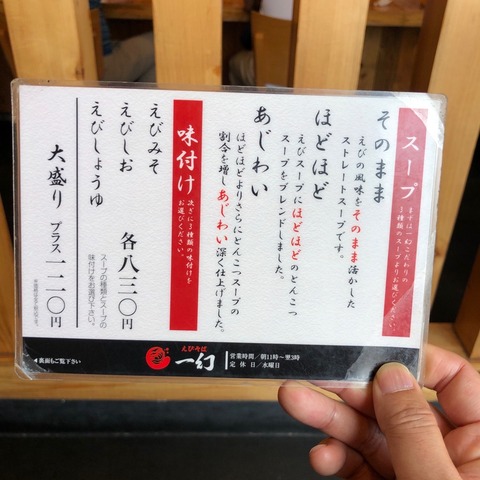 スープ
まずは一幻こだわりの
3種類のスープよりお選びください。
そのまま
えびの風味をそのまま活かした
ストレートスープです。
ほどほど
えびスープにほどほどのとんこつ
スープをブレンドしました。
あじわい
ほどほどよりさらにとんこつスープの
割合を増しあじわい深く仕上げました。
味付け
次ぎに3種類の味付けを
お選びください。
えびみそ
えびしお
えびしょうゆ
各八三〇円
スープの種類とスープの
味付けをお選び下さい。
大盛り プラス 一二〇円
◀裏面もご覧下さい
えびそば
一幻
営業時間/朝11時~翌3時
定休日/水曜日